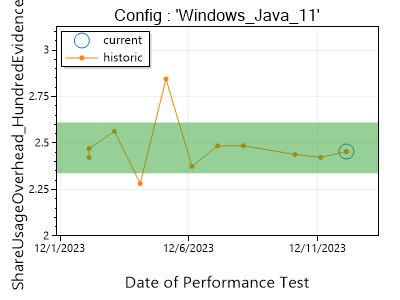 Config : 'Windows_Java_11'
ShareUsageOverhead_HundredEvidence
current
historic
3
2.75
2.5
2.25
2
12/1/2023
12/6/2023
12/11/2023
Date of Performance Test